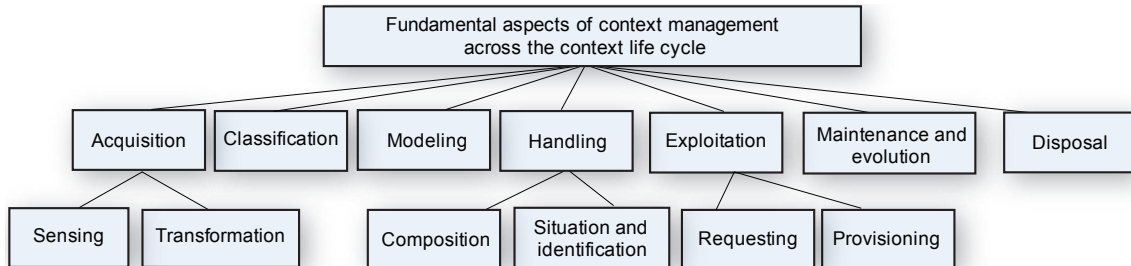 Fundamental aspects of context management
across the context life cycle
Acquisition
Classification
Modeling
Handling
Exploitation
Maintenance and
evolution
Disposal
Sensing
Transformation
Composition
Situation and
identification
Requesting
Provisioning